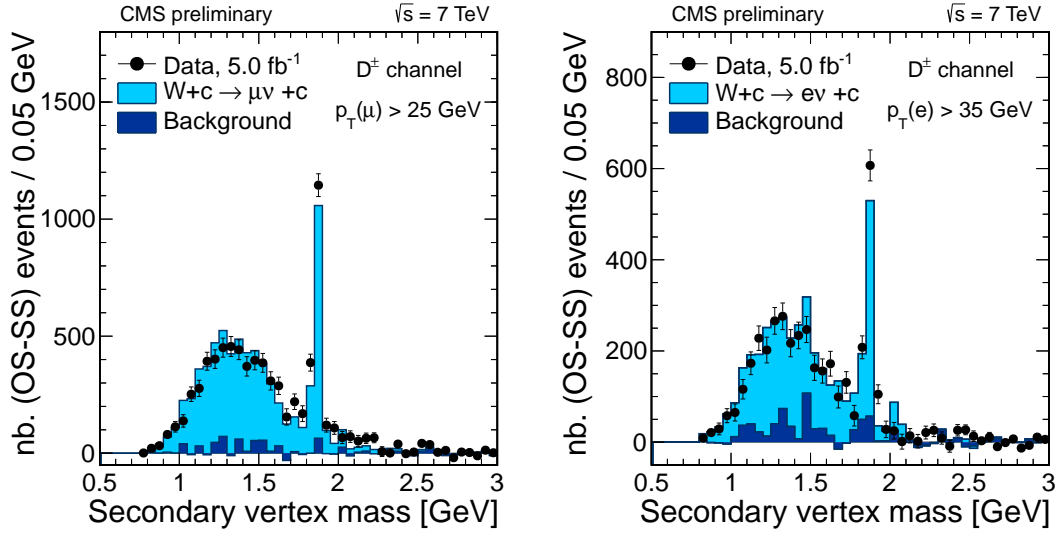 CMS preliminary √s = 7 TeV
Data, 5.0 fb⁻¹
W+c → μν +c
Background
D± channel
p_T(μ) > 25 GeV
1500
1000
500
0
0.5 1 1.5 2 2.5 3
Secondary vertex mass [GeV]
nb. (OS-SS) events / 0.05 GeV
CMS preliminary √s = 7 TeV
Data, 5.0 fb⁻¹
W+c → eν +c
Background
D± channel
p_T(e) > 35 GeV
800
600
400
200
0
0.5 1 1.5 2 2.5 3
Secondary vertex mass [GeV]
nb. (OS-SS) events / 0.05 GeV